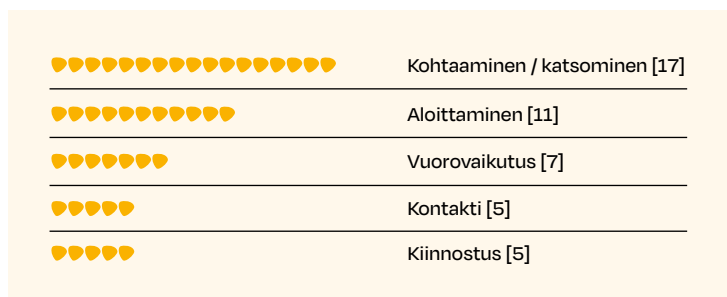 Kohtaaminen / katsominen [17]
Aloittaminen [11]
Vuorovaikutus [7]
Kontakti [5]
Kiinnostus [5]